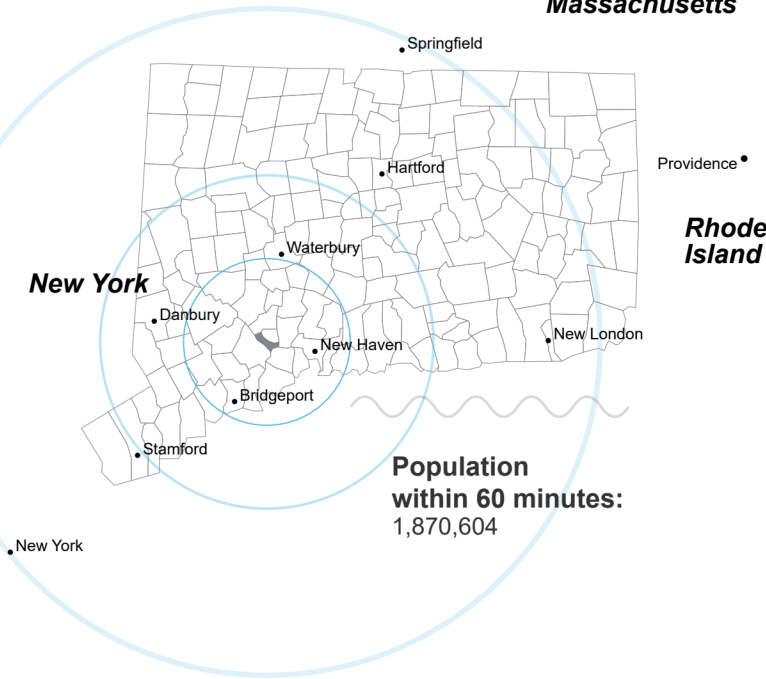 Massachusetts
Springfield
Providence
Hartford
Rhode
Island
Waterbury
New York
Danbury
New London
New Haven
Bridgeport
Stamford
Population
within 60 minutes:
1,870,604
New York